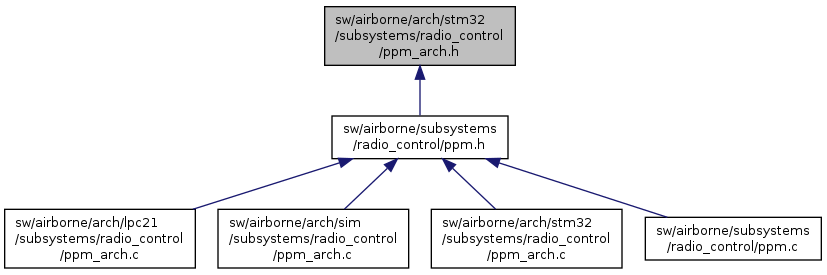 sw/airborne/arch/stm32
/subsystems/radio_control
/ppm_arch.h
sw/airborne/subsystems
/radio_control/ppm.h
sw/airborne/arch/lpc21
/subsystems/radio_control
/ppm_arch.c
sw/airborne/arch/sim
/subsystems/radio_control
/ppm_arch.c
sw/airborne/arch/stm32
/subsystems/radio_control
/ppm_arch.c
sw/airborne/subsystems
/radio_control/ppm.c